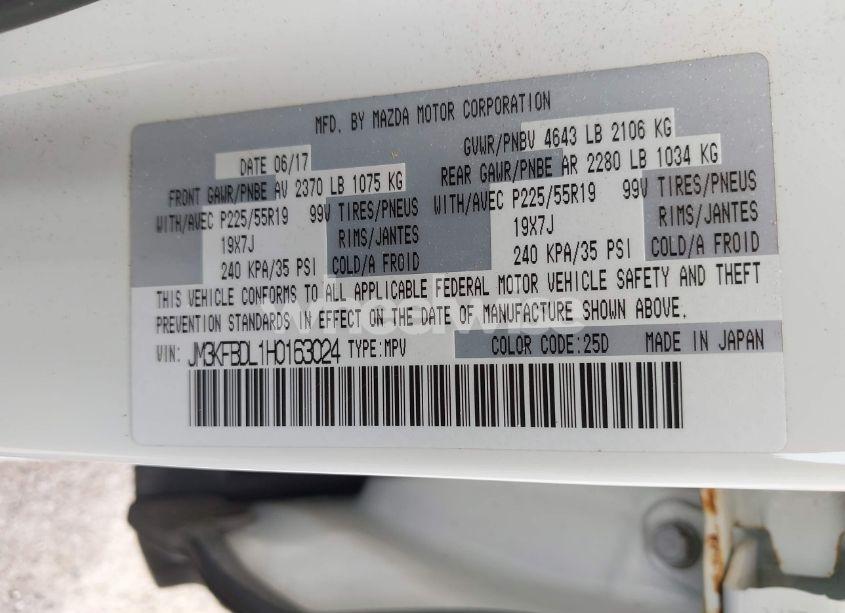 MFD. BY MAZDA MOTOR CORPORATION
DATE 06/17 GVWR/PNBV 4643 LB 2106 KG
FRONT GAWR/PNBE AV 2370 LB 1075 KG REAR GAWR/PNBE AR 2280 LB 1034 KG
WITH/AVEC P225/55R19 99V TIRES/PNEUS WITH/AVEC P225/55R19 99V TIRES/PNEUS
19X7J RIMS/JANTES 19X7J RIMS/JANTES
240 KPA/35 PSI COLD/A FROID 240 KPA/35 PSI COLD/A FROID
THIS VEHICLE CONFORMS TO ALL APPLICABLE FEDERAL MOTOR VEHICLE SAFETY AND THEFT
PREVENTION STANDARDS IN EFFECT ON THE DATE OF MANUFACTURE SHOWN ABOVE.
wheelwise
VIN: JM3KFBDL1H0163024 TYPE:MPV COLOR CODE:25D MADE IN JAPAN